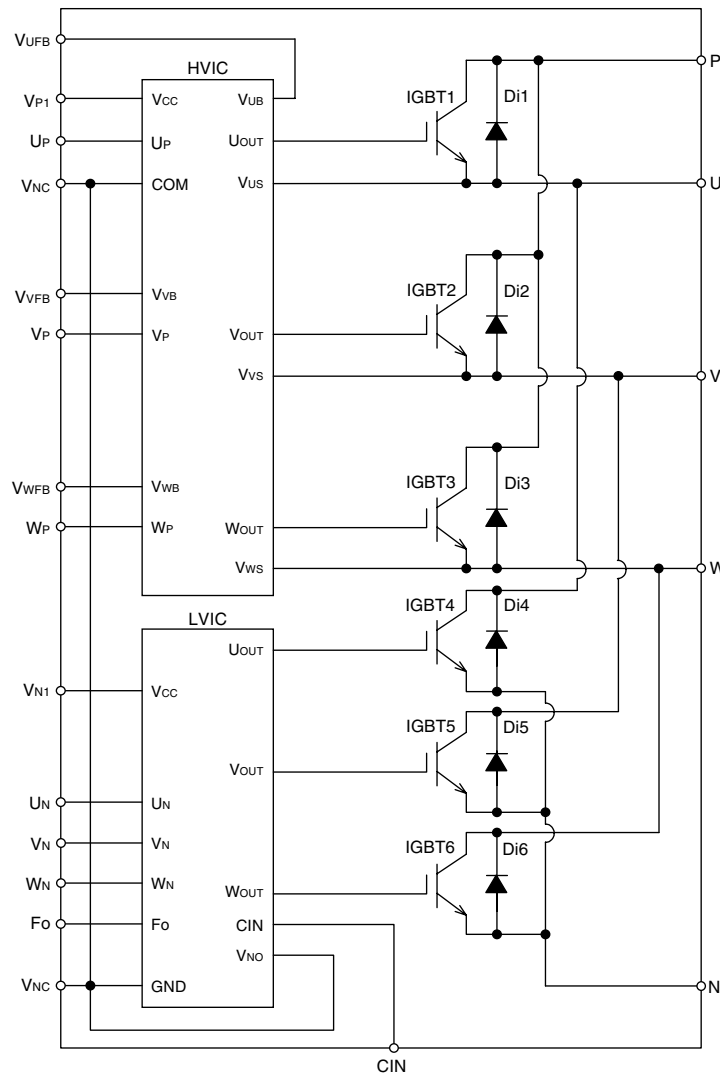 VUFB
HVIC
P
IGBT1
Di1
VP1
VCC
VUB
UP
UP
UOUT
VNC
COM
VUS
U
IGBT2
Di2
VVFB
VVB
VP
VP
VOUT
VVS
V
IGBT3
Di3
VWFB
VWB
WP
WP
WOUT
VWS
W
IGBT4
Di4
LVIC
UOUT
VN1
VCC
IGBT5
Di5
VOUT
UN
UN
IGBT6
Di6
VN
VN
WN
WN
WOUT
Fo
Fo
CIN
VNO
VNC
GND
N
CIN